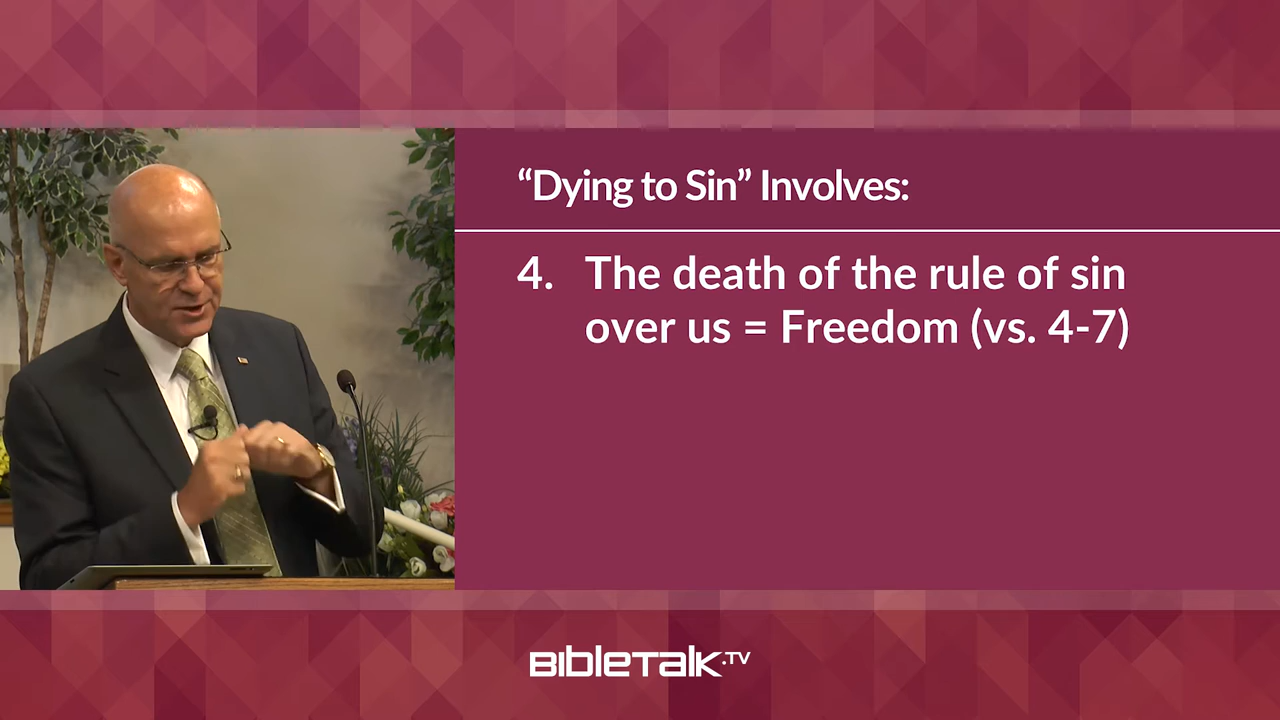 “Dying to Sin” Involves:
4. The death of the rule of sin
over us = Freedom (vs. 4-7)
BIBLETALK.TV